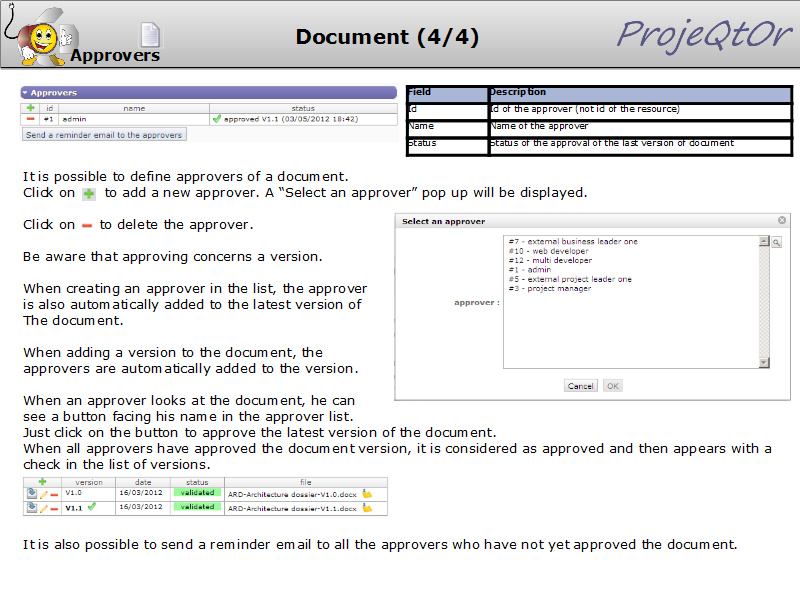 Approvers
Document (4/4)
ProjeQtOr
Approvers
id name status
#1 admin approved V1.1 (03/05/2012 18:42)
Send a reminder email to the approvers
Field Description
Id Id of the approver (not id of the resource)
Name Name of the approver
Status Status of the approval of the last version of document
It is possible to define approvers of a document.
Click on to add a new approver. A “Select an approver” pop up will be displayed.
Click on to delete the approver.
Be aware that approving concerns a version.
When creating an approver in the list, the approver
is also automatically added to the latest version of
The document.
When adding a version to the document, the
approvers are automatically added to the version.
When an approver looks at the document, he can
see a button facing his name in the approver list.
Just click on the button to approve the latest version of the document.
When all approvers have approved the document version, it is considered as approved and then appears with a
check in the list of versions.
Select an approver
approver :
#7 - external business leader one
#10 - web developer
#12 - multi developer
#1 - admin
#5 - external project leader one
#3 - project manager
Cancel OK
version date status file
V1.0 16/03/2012 validated ARD-Architecture dossier-V1.0.docx
V1.1 16/03/2012 validated ARD-Architecture dossier-V1.1.docx
It is also possible to send a reminder email to all the approvers who have not yet approved the document.